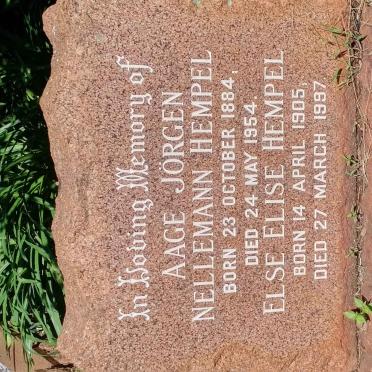 In Loving Memory of
AAGE JORGEN
NELLEMANN HEMPEL
BORN 23 OCTOBER 1884,
DIED 24 MAY 1954.
ELSE ELISE HEMPEL
BORN 14 APRIL 1905,
DIED 27 MARCH 1997